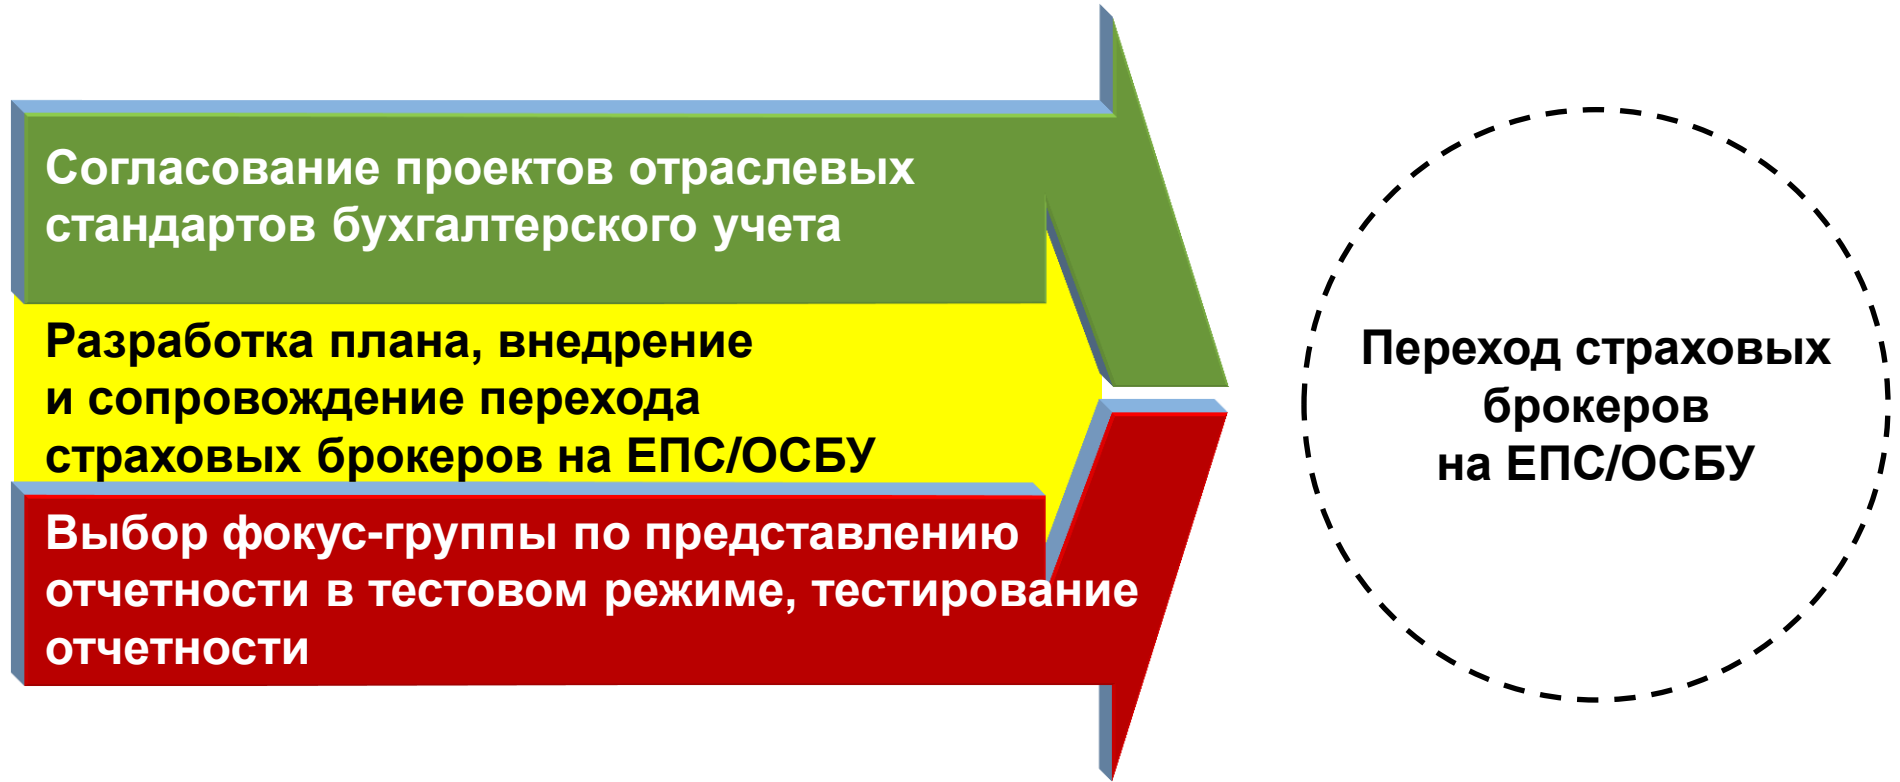 Согласование проектов отраслевых
стандартов бухгалтерского учета
Разработка плана, внедрение
и сопровождение перехода
страховых брокеров на ЕПС/ОСБУ
Выбор фокус-группы по представлению
отчетности в тестовом режиме, тестирование
отчетности
Переход страховых
брокеров
на ЕПС/ОСБУ